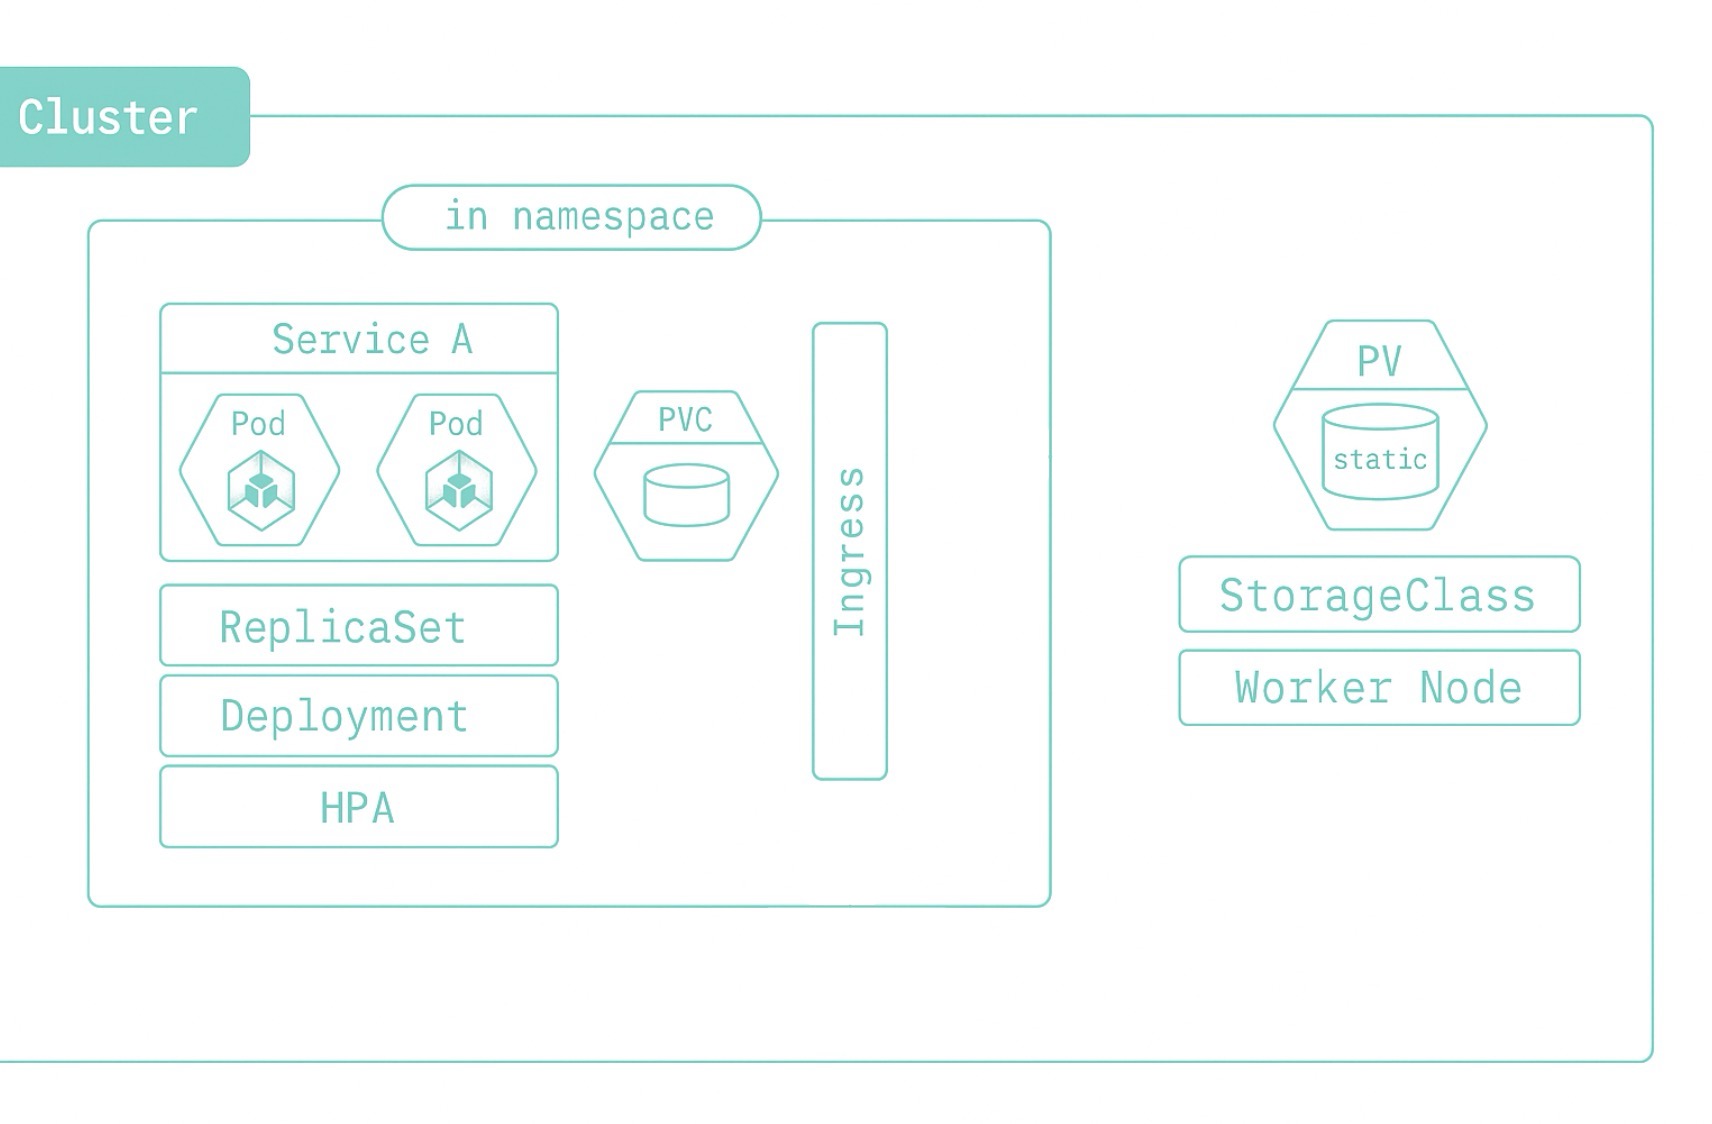 Cluster
in namespace
Service A
Pod
Pod
PVC
Ingress
ReplicaSet
Deployment
HPA
PV
static
StorageClass
Worker Node